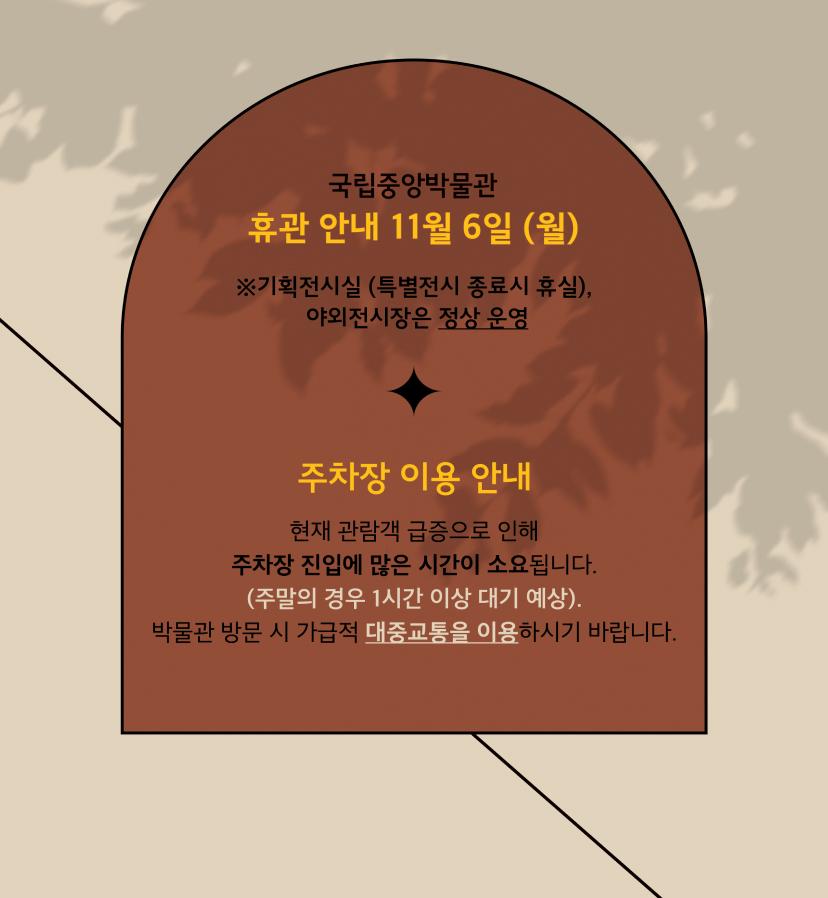 국립중앙박물관
휴관 안내 11월 6일 (월)
※기획전시실 (특별전시 종료시 휴실),
야외전시장은 정상 운영
주차장 이용 안내
현재 관람객 급증으로 인해
주차장 진입에 많은 시간이 소요됩니다.
(주말의 경우 1시간 이상 대기 예상).
박물관 방문 시 가급적 대중교통을 이용하시기 바랍니다.